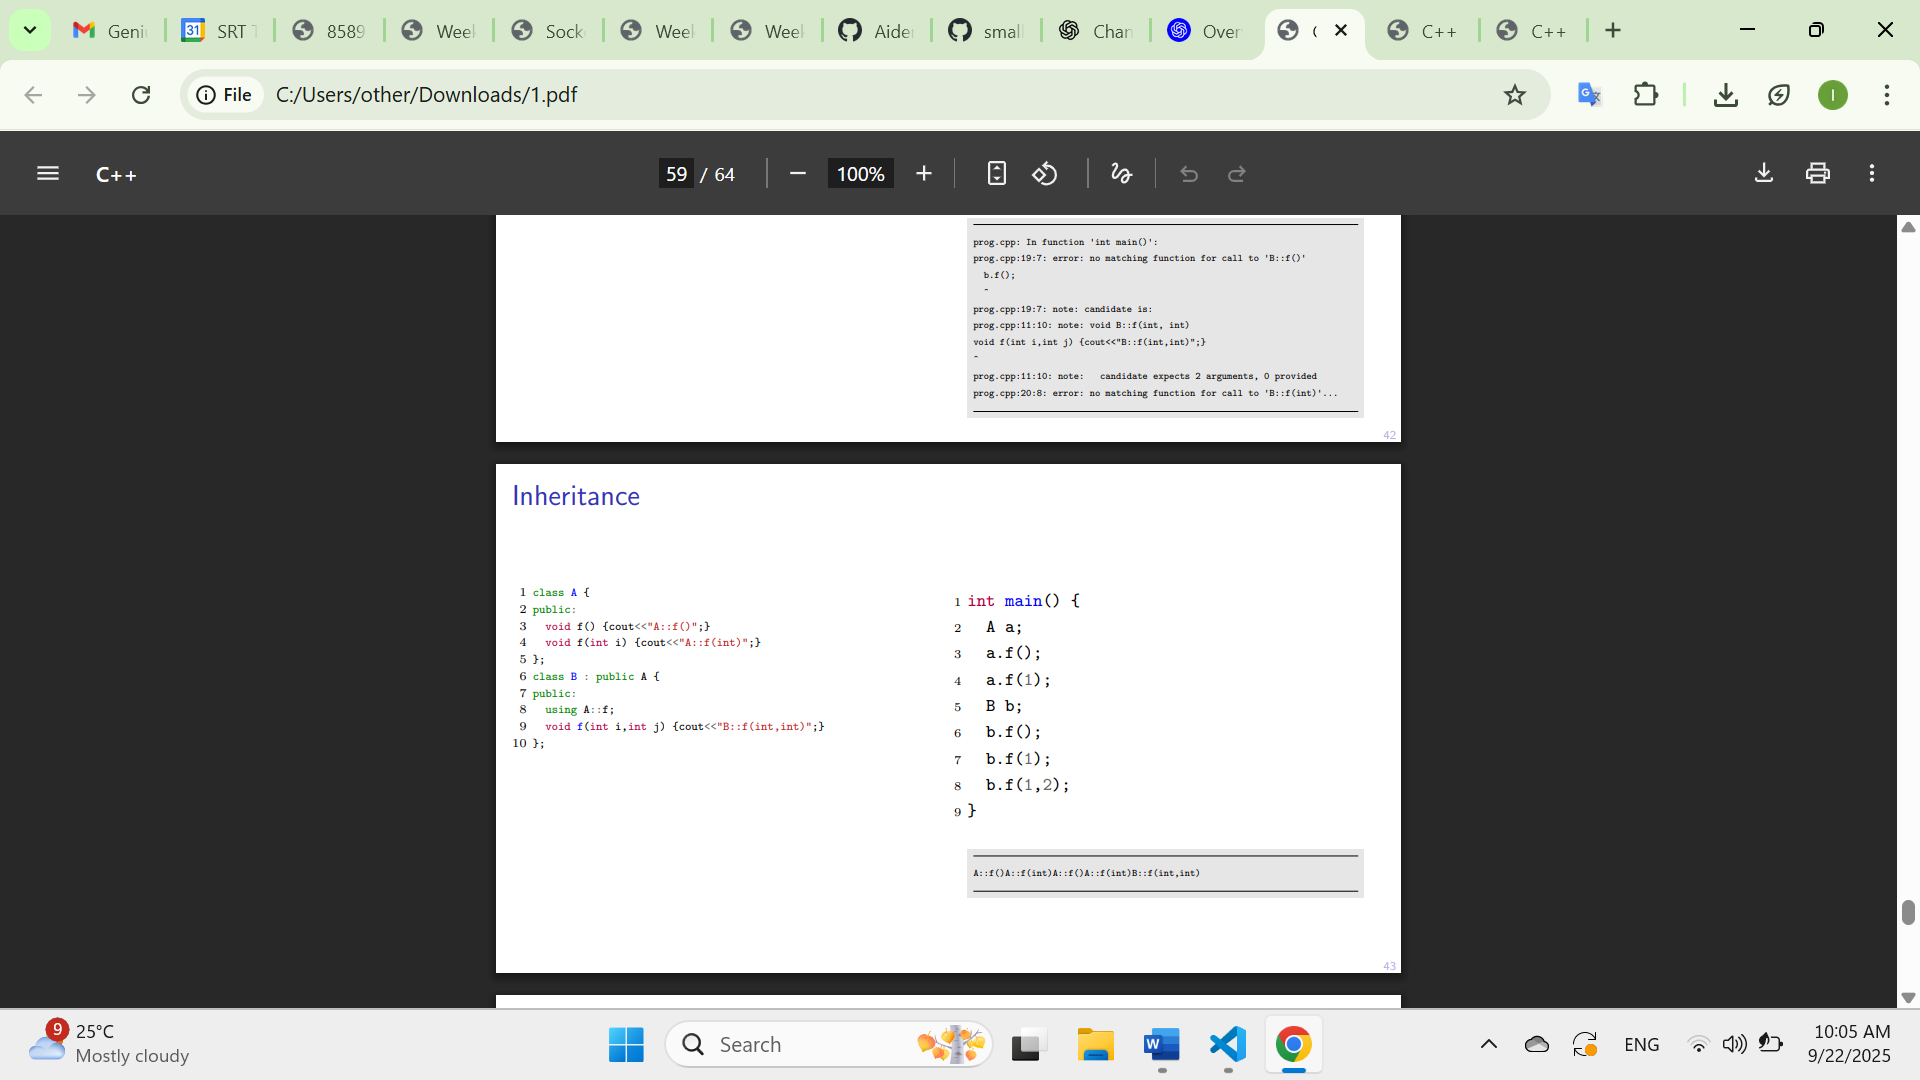 Geni
31
SRT T
8589
Week
Sock
Week
Week
Aider
small
Chan
Over
C++
C++
File
C:/Users/other/Downloads/1.pdf
I
C++
59 / 64
100%
prog.cpp: In function 'int main()':
prog.cpp:19:7: error: no matching function for call to 'B::f()'
b.f();
-
prog.cpp:19:7: note: candidate is:
prog.cpp:11:10: note: void B::f(int, int)
void f(int i,int j) {cout<<"B::f(int,int)";}
-
prog.cpp:11:10: note:   candidate expects 2 arguments, 0 provided
prog.cpp:20:8: error: no matching function for call to 'B::f(int)'...
42
Inheritance
1 class A {
2 public:
3 void f() {cout<<"A::f()";}
4 void f(int i) {cout<<"A::f(int)";}
5 };
6 class B : public A {
7 public:
8 using A::f;
9 void f(int i,int j) {cout<<"B::f(int,int)";}
10 };
1 int main() {
2 A a;
3 a.f();
4 a.f(1);
5 B b;
6 b.f();
7 b.f(1);
8 b.f(1,2);
9 }
A::f()A::f(int)A::f()A::f(int)B::f(int,int)
43
9
25°C
Mostly cloudy
Search
W
ENG
10:05 AM
9/22/2025